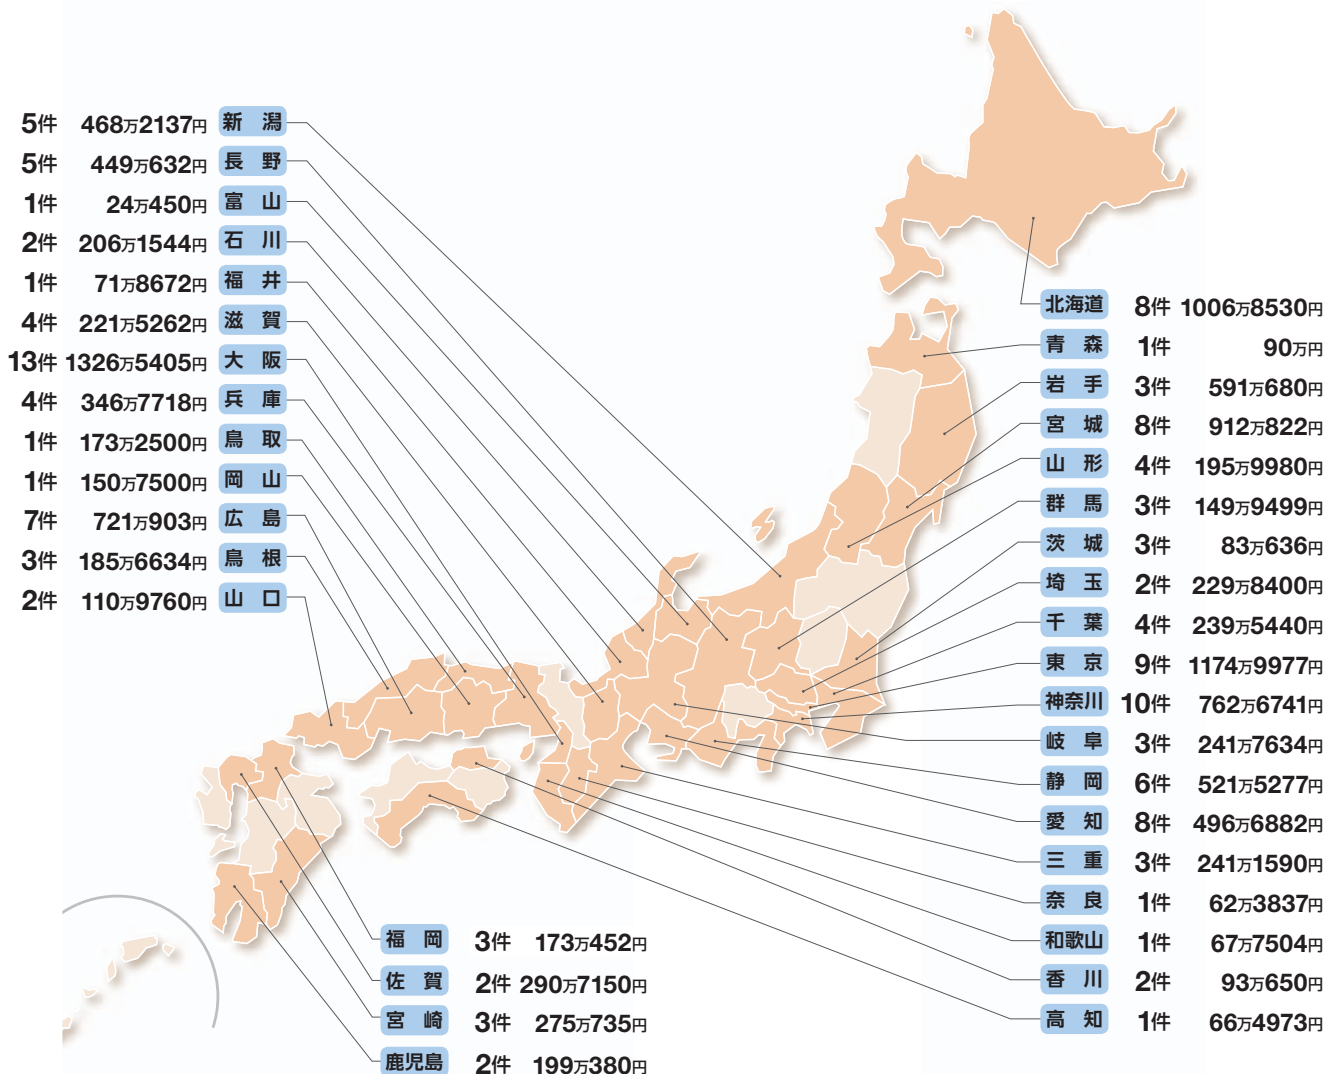 5件 468万2137円 新潟
5件 449万632円 長野
1件 24万450円 富山
2件 206万1544円 石川
1件 71万8672円 福井
4件 221万5262円 滋賀
13件 1326万5405円 大阪
4件 346万7718円 兵庫
1件 173万2500円 鳥取
1件 150万7500円 岡山
7件 721万903円 広島
3件 185万6634円 島根
2件 110万9760円 山口
北海道 8件 1006万8530円
青森 1件 90万円
岩手 3件 591万680円
宮城 8件 912万822円
山形 4件 195万9980円
群馬 3件 149万9499円
茨城 3件 83万636円
埼玉 2件 229万8400円
千葉 4件 239万5440円
東京 9件 1174万9977円
神奈川 10件 762万6741円
岐阜 3件 241万7634円
静岡 6件 521万5277円
愛知 8件 496万6882円
三重 3件 241万1590円
奈良 1件 62万3837円
和歌山 1件 67万7504円
香川 2件 93万650円
高知 1件 66万4973円
福岡 3件 173万452円
佐賀 2件 290万7150円
宮崎 3件 275万735円
鹿児島 2件 199万380円